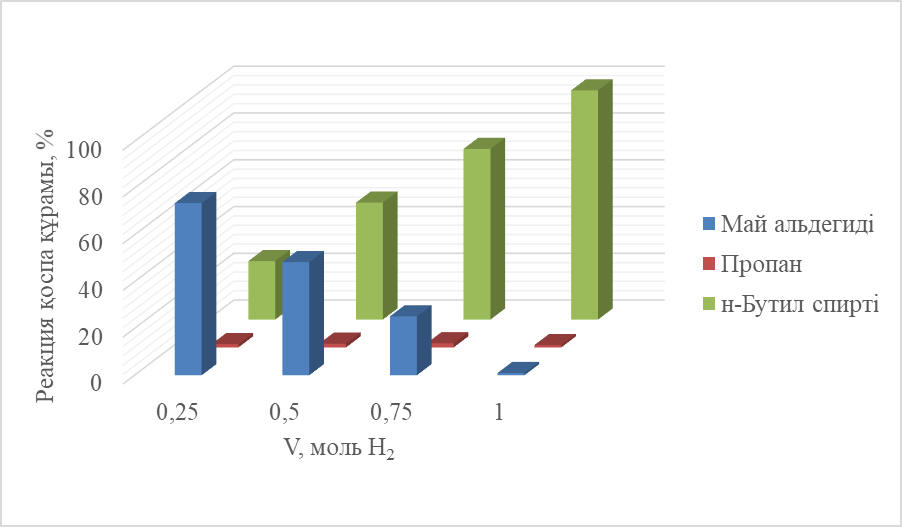 Реакция қоспа құрамы, %
100
80
60
40
20
0
0,25 0,5 0,75 1
V, моль H₂
Май альдегиді
Пропан
н-Бутил спирті